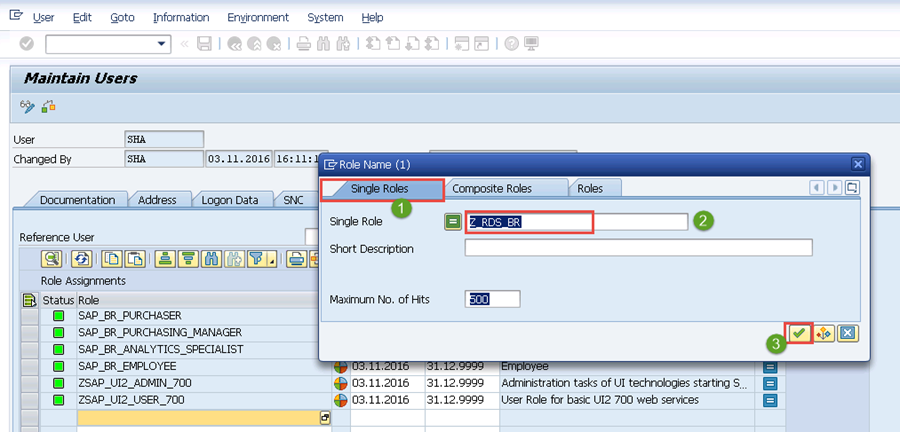 User Edit Goto Information Environment System Help
Maintain Users
User SHA
Changed By SHA 03.11.2016 16:11:1
Role Name (1)
Single Roles Composite Roles Roles
1
Single Role = Z_RDS_BR 2
Short Description
Maximum No. of Hits 500
3
Documentation Address Logon Data SNC
Reference User
Role Assignments
Status Role
SAP_BR_PURCHASER
SAP_BR_PURCHASING_MANAGER
SAP_BR_ANALYTICS_SPECIALIST
SAP_BR_EMPLOYEE 03.11.2016 31.12.9999 Employee
ZSAP_UI2_ADMIN_700 03.11.2016 31.12.9999 Administration tasks of UI technologies starting S...
ZSAP_UI2_USER_700 03.11.2016 31.12.9999 User Role for basic UI2 700 web services